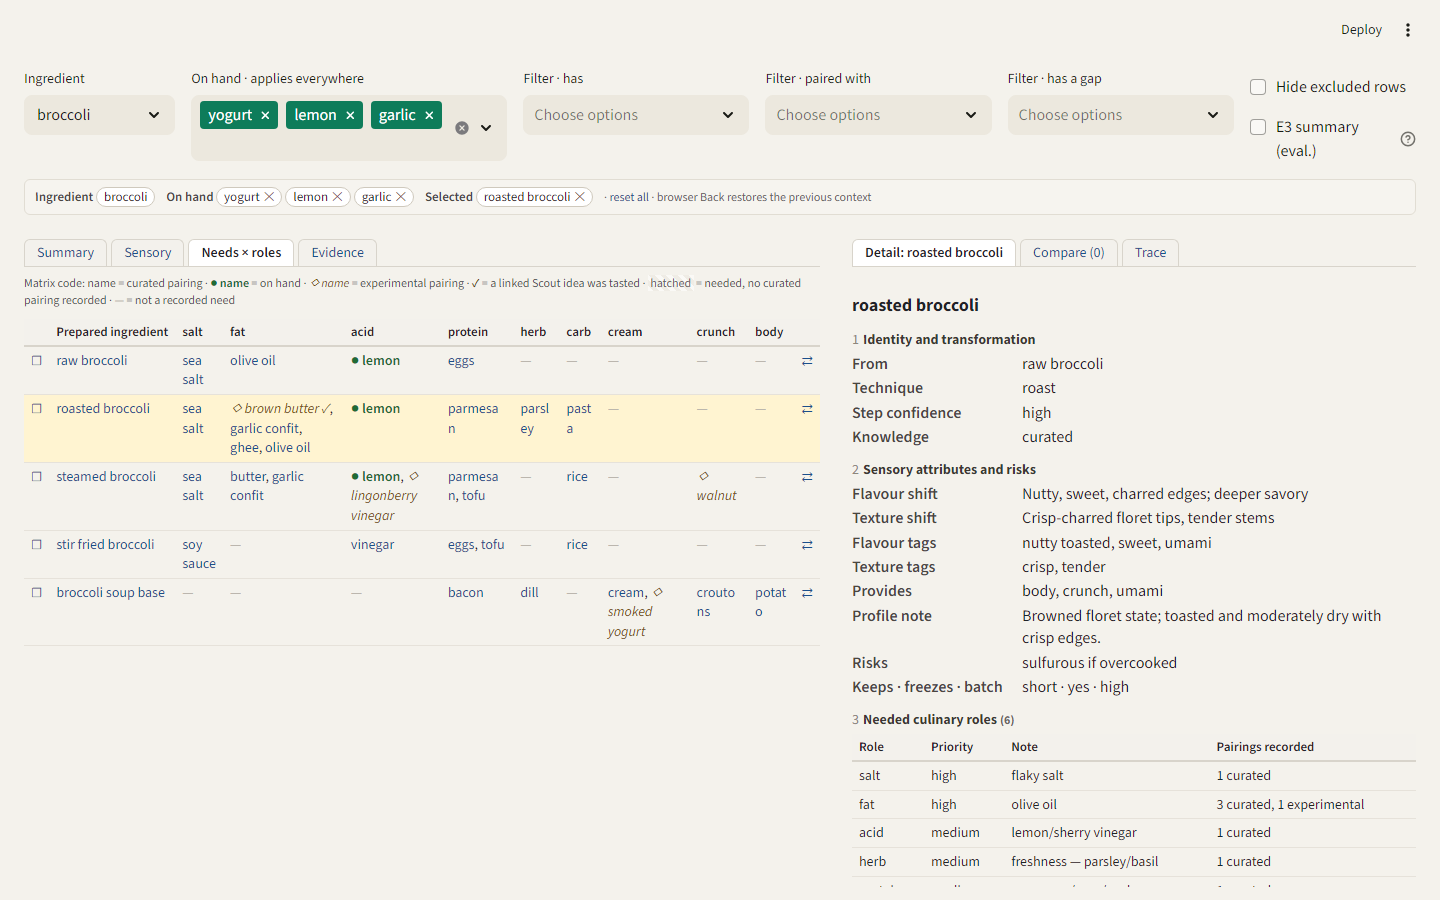 Deploy
Ingredient
On hand · applies everywhere
Filter · has
Filter · paired with
Filter · has a gap
broccoli
yogurt ×
lemon ×
garlic ×
Choose options
Choose options
Choose options
Hide excluded rows
E3 summary
(eval.)
Ingredient broccoli On hand yogurt × lemon × garlic × Selected roasted broccoli × · reset all · browser Back restores the previous context
Summary
Sensory
Needs × roles
Evidence
Matrix code: name = curated pairing · ● name = on hand · ◇ name = experimental pairing · ✓ = a linked Scout idea was tasted · hatched = needed, no curated
pairing recorded · — = not a recorded need
Prepared ingredient salt fat acid protein herb carb cream crunch body
raw broccoli sea olive oil ● lemon eggs — — — — — ⇄
salt
roasted broccoli sea ◇ brown butter ✓, ● lemon parmesa parsl past — — — ⇄
salt garlic confit, n ey a
ghee, olive oil
steamed broccoli sea butter, garlic ● lemon, ◇ parmesa — rice — ◇ — ⇄
salt confit lingonberry n, tofu walnut
vinegar
stir fried broccoli soy — vinegar eggs, tofu — rice — — — ⇄
sauce
broccoli soup base — — — bacon dill — cream, ◇ crouto potat ⇄
smoked ns o
yogurt
Detail: roasted broccoli
Compare (0)
Trace
roasted broccoli
1 Identity and transformation
From raw broccoli
Technique roast
Step confidence high
Knowledge curated
2 Sensory attributes and risks
Flavour shift Nutty, sweet, charred edges; deeper savory
Texture shift Crisp-charred floret tips, tender stems
Flavour tags nutty toasted, sweet, umami
Texture tags crisp, tender
Provides body, crunch, umami
Profile note Browned floret state; toasted and moderately dry with
crisp edges.
Risks sulfurous if overcooked
Keeps · freezes · batch short · yes · high
3 Needed culinary roles (6)
Role Priority Note Pairings recorded
salt high flaky salt 1 curated
fat high olive oil 3 curated, 1 experimental
acid medium lemon/sherry vinegar 1 curated
herb medium freshness — parsley/basil 1 curated